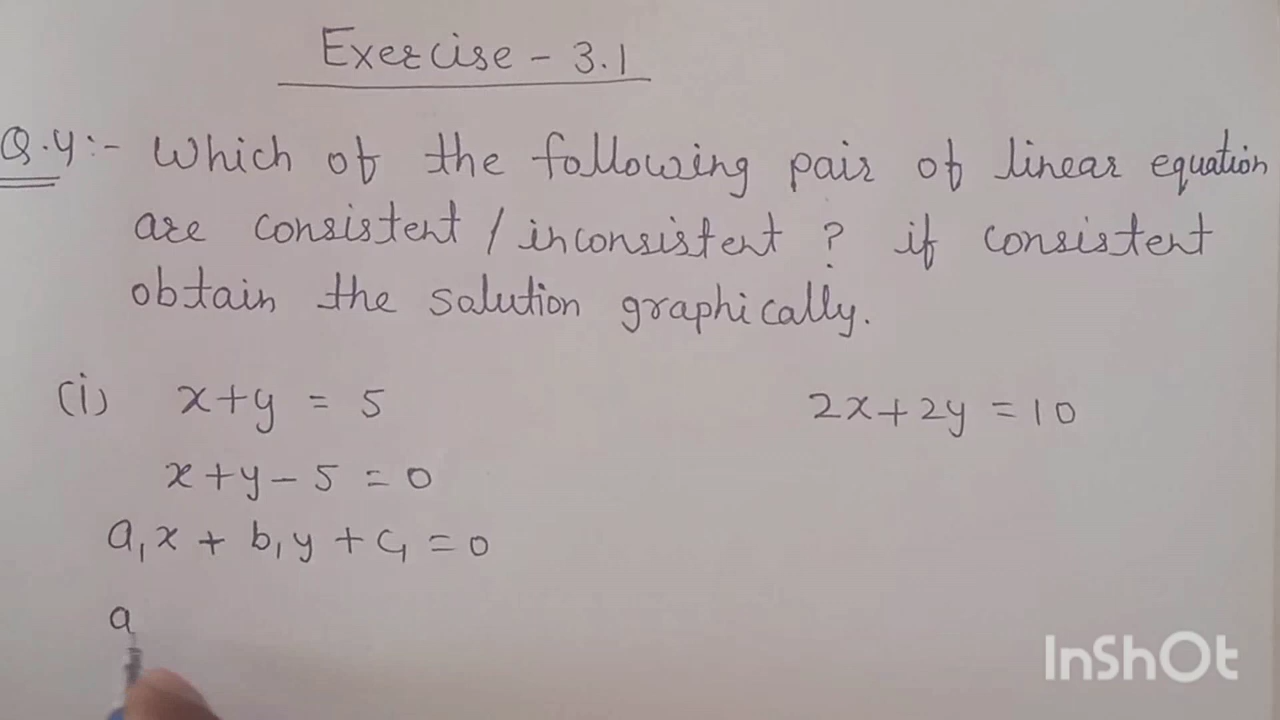 Exercise - 3.1
Q.4:- Which of the following pair of linear equation
are consistent / inconsistent ? if consistent
obtain the solution graphically.
(i) x+y = 5 2x+2y = 10
x+y-5 = 0
a₁x + b₁y + c₁ = 0
a
InShOt